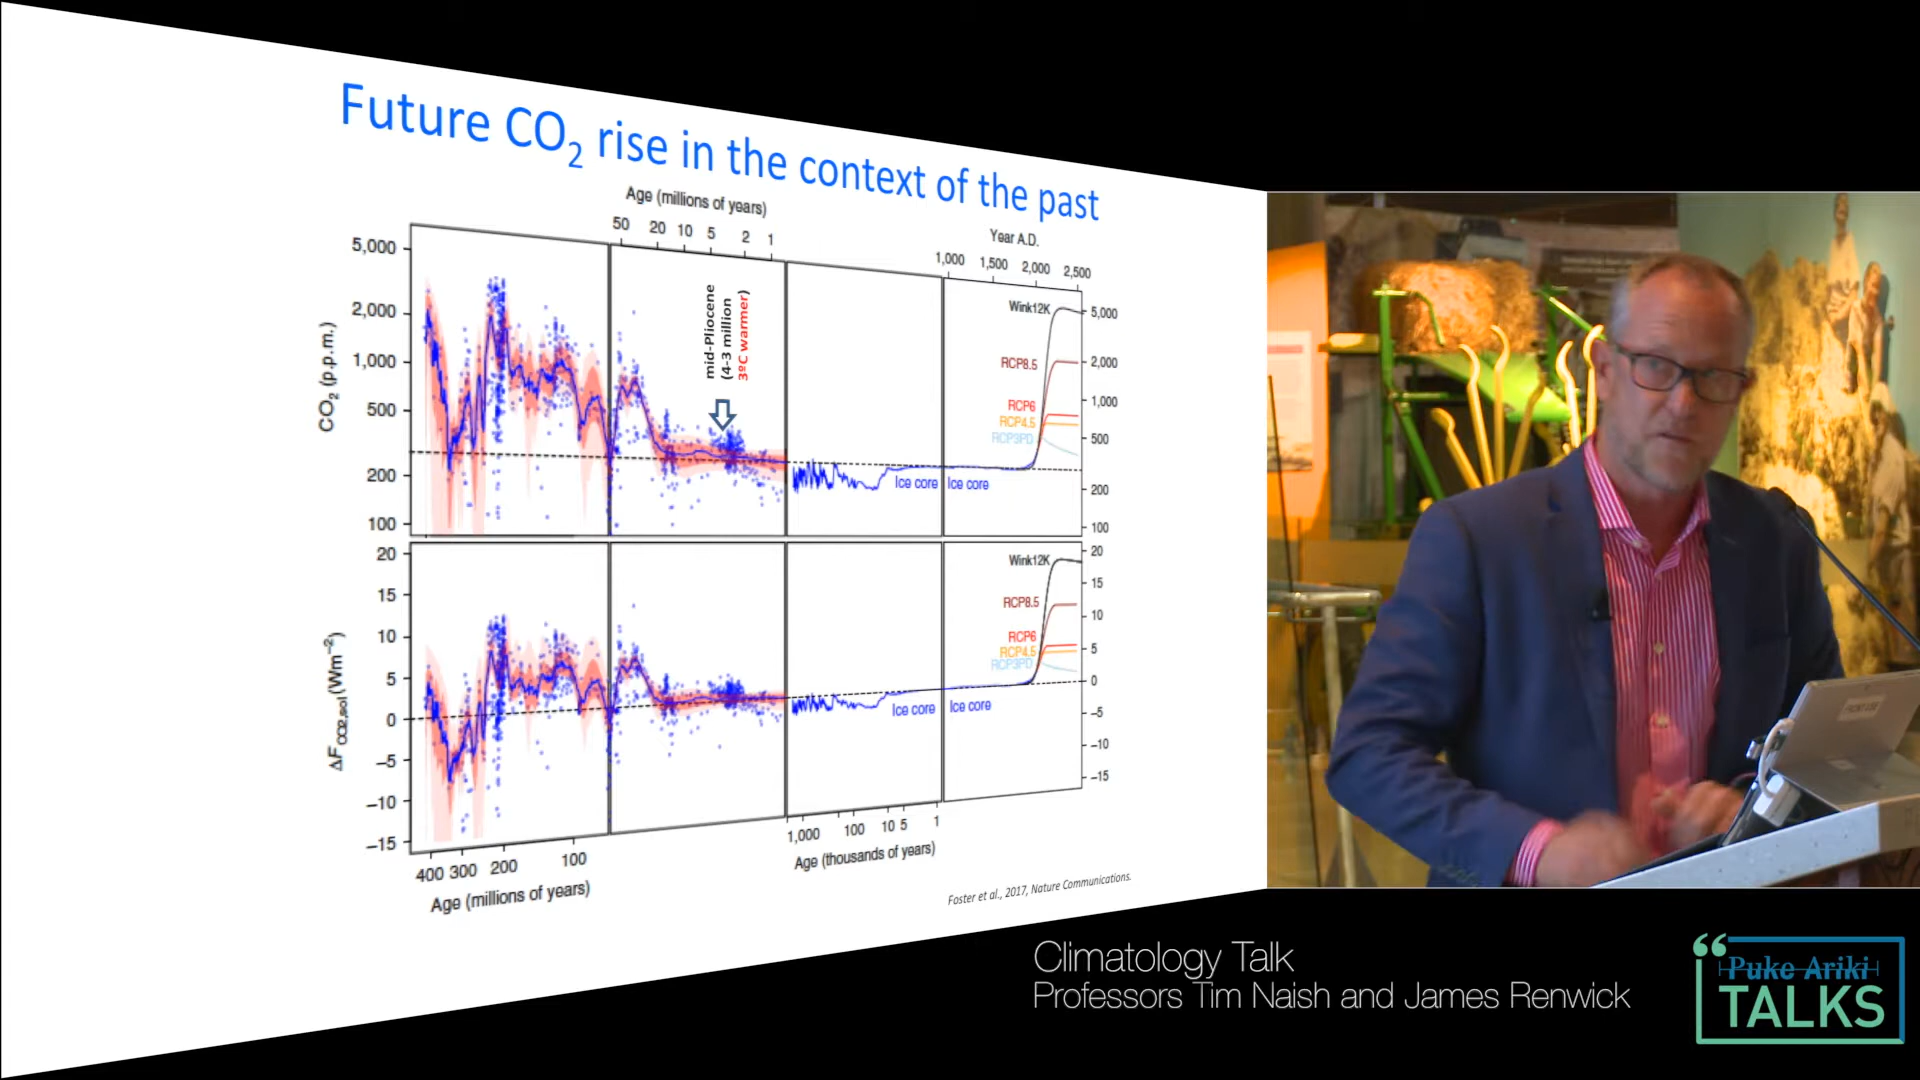 Future CO₂ rise in the context of the past
Age (millions of years)
50 20 10 5 2 1
Year A.D.
1,000 1,500 2,000 2,500
5,000
2,000
1,000
500
200
100
CO₂ (p.p.m.)
mid-Pliocene
(4-3 million
3ºC warmer)
Wink12K
RCP8.5
RCP6
RCP4.5
RCP3PD
Ice core
Ice core
5,000
2,000
1,000
500
200
100
20
15
10
5
0
−5
−10
−15
ΔF_CO2,sol (Wm⁻²)
Wink12K
RCP8.5
RCP6
RCP4.5
RCP3PD
Ice core
Ice core
20
15
10
5
0
−5
−10
−15
400 300 200 100
Age (millions of years)
1,000 100 10 5 1
Age (thousands of years)
Foster et al., 2017, Nature Communications.
Climatology Talk
Professors Tim Naish and James Renwick
Puke Ariki
TALKS